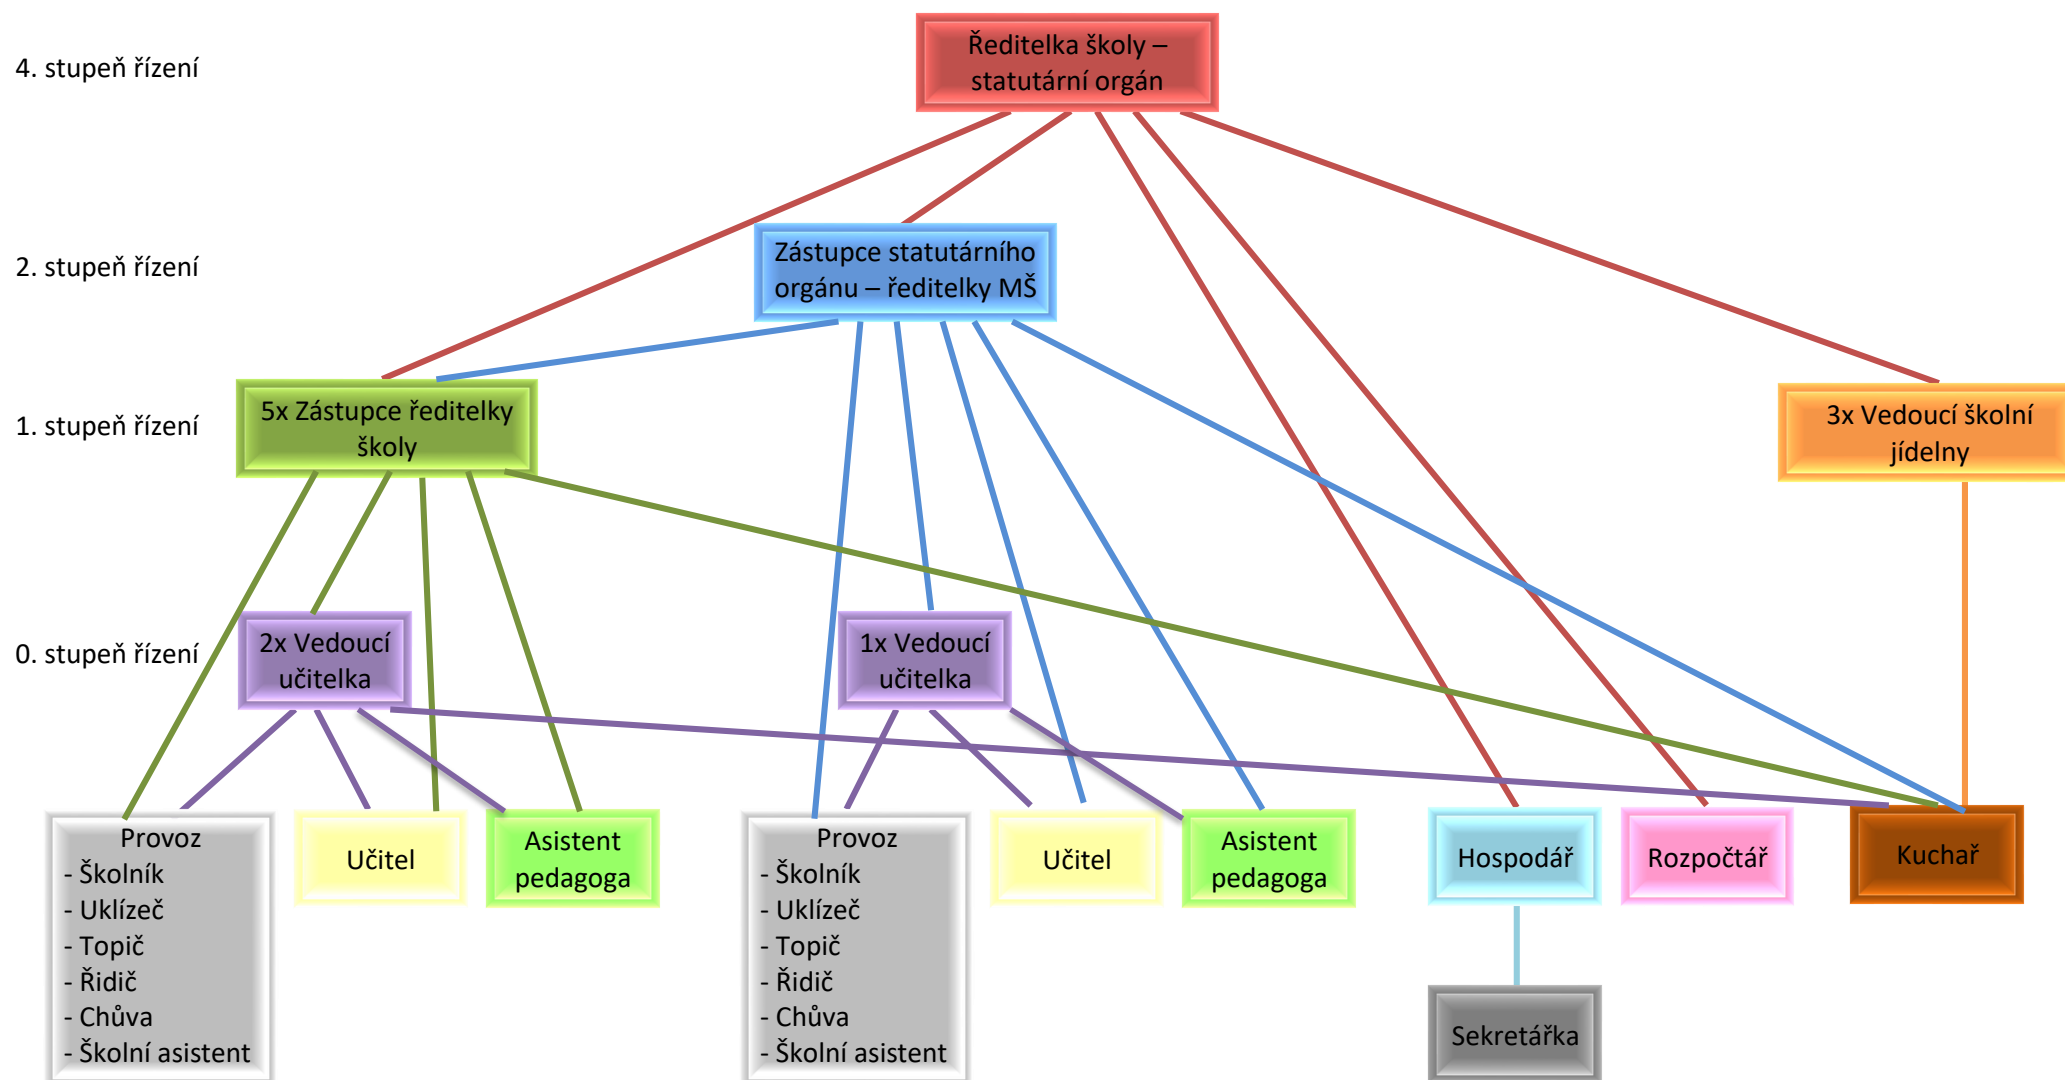 4. stupeň řízení
Ředitelka školy –
statutární orgán
2. stupeň řízení
Zástupce statutárního
orgánu – ředitelky MŠ
1. stupeň řízení
5x Zástupce ředitelky
školy
3x Vedoucí školní
jídelny
0. stupeň řízení
2x Vedoucí
učitelka
1x Vedoucí
učitelka
Provoz
- Školník
- Uklízeč
- Topič
- Řidič
- Chůva
- Školní asistent
Učitel
Asistent
pedagoga
Provoz
- Školník
- Uklízeč
- Topič
- Řidič
- Chůva
- Školní asistent
Učitel
Asistent
pedagoga
Hospodář
Rozpočtář
Kuchař
Sekretářka